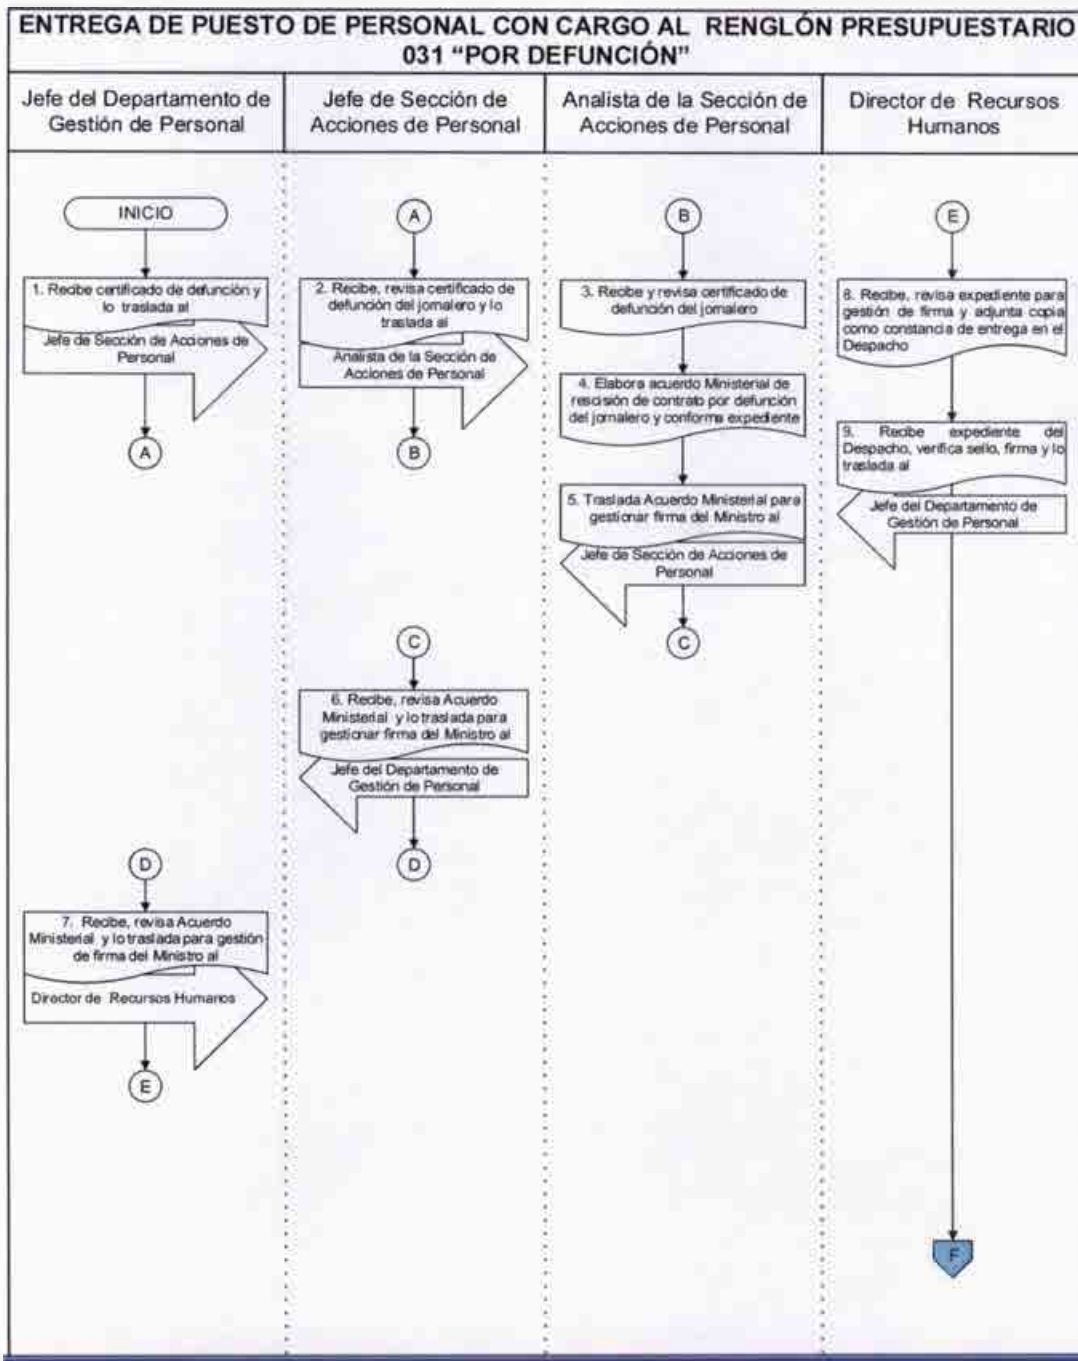 ENTREGA DE PUESTO DE PERSONAL CON CARGO AL RENGLÓN PRESUPUESTARIO
031 “POR DEFUNCIÓN”
Jefe del Departamento de
Gestión de Personal
Jefe de Sección de
Acciones de Personal
Analista de la Sección de
Acciones de Personal
Director de Recursos
Humanos
INICIO
1. Recibe certificado de defunción y
lo traslada al
Jefe de Sección de Acciones de
Personal
A
A
2. Recibe, revisa certificado de
defunción del jornalero y lo
traslada al
Analista de la Sección de
Acciones de Personal
B
B
3. Recibe y revisa certificado de
defunción del jornalero
4. Elabora acuerdo Ministerial de
rescisión de contrato por defunción
del jornalero y conforma expediente
5. Traslada Acuerdo Ministerial para
gestionar firma del Ministro al
Jefe de Sección de Acciones de
Personal
C
C
6. Recibe, revisa Acuerdo
Ministerial y lo traslada para
gestionar firma del Ministro al
Jefe del Departamento de
Gestión de Personal
D
D
7. Recibe, revisa Acuerdo
Ministerial y lo traslada para gestión
de firma del Ministro al
Director de Recursos Humanos
E
E
8. Recibe, revisa expediente para
gestión de firma y adjunta copia
como constancia de entrega en el
Despacho
9. Recibe expediente del
Despacho, verifica sello, firma y lo
traslada al
Jefe del Departamento de
Gestión de Personal
F